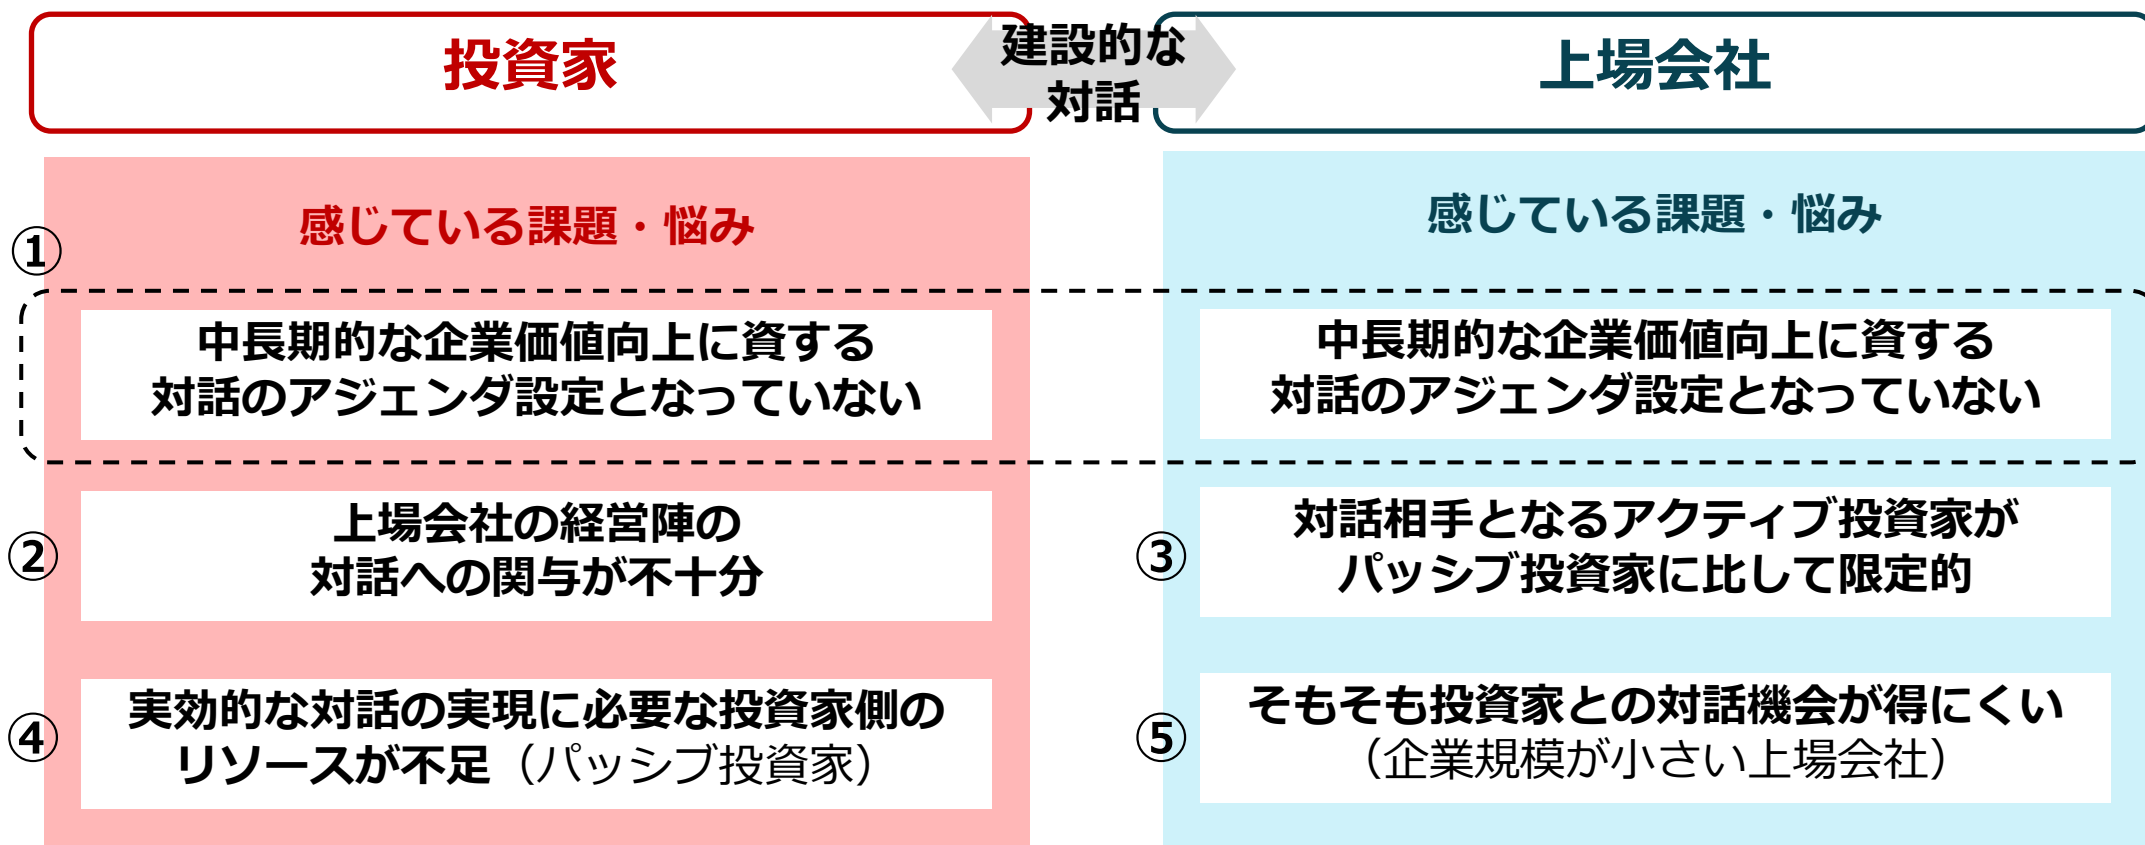 投資家
建設的な
対話
上場会社
感じている課題・悩み
感じている課題・悩み
①
中長期的な企業価値向上に資する
対話のアジェンダ設定となっていない
中長期的な企業価値向上に資する
対話のアジェンダ設定となっていない
②
上場会社の経営陣の
対話への関与が不十分
③
対話相手となるアクティブ投資家が
パッシブ投資家に比して限定的
④
実効的な対話の実現に必要な投資家側の
リソースが不足（パッシブ投資家）
⑤
そもそも投資家との対話機会が得にくい
（企業規模が小さい上場会社）